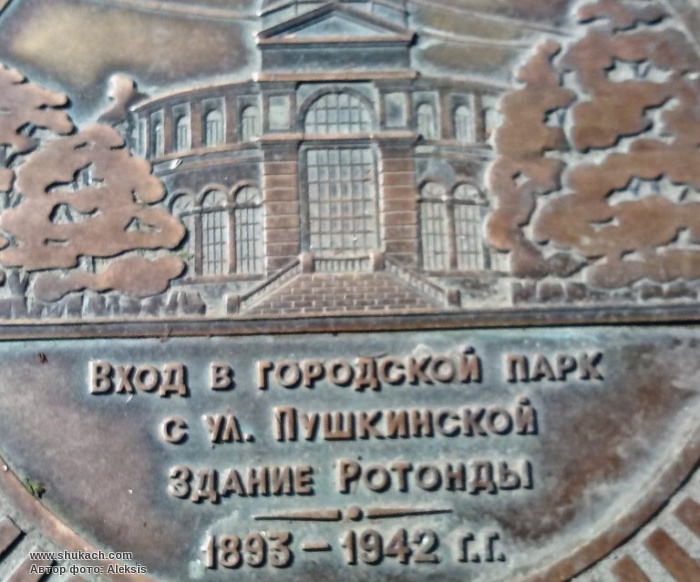 Вход в городской парк
с ул. Пушкинской
Здание Ротонды
1893 – 1942 г.г.
www.shukach.com
Автор фото: Aleksis